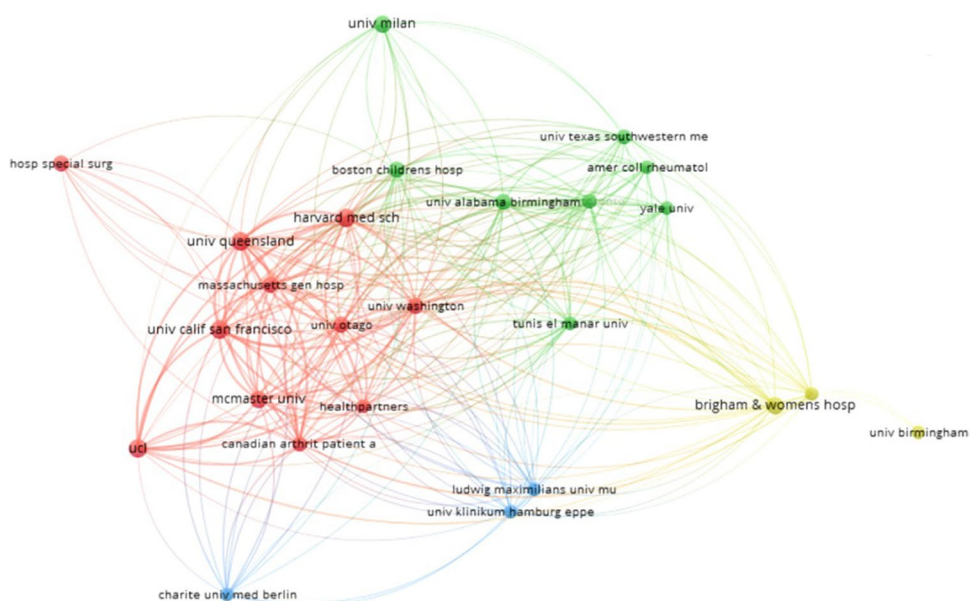 univ milan
univ texas southwestern me
hosp special surg
boston childrens hosp
amer coll rheumatol
univ alabama birmingham
yale univ
harvard med sch
univ queensland
massachusetts gen hosp
univ washington
univ otago
univ calif san francisco
tunis el manar univ
mcmaster univ
healthpartners
brigham & womens hosp
univ birmingham
canadian arthrit patient a
ucl
ludwig maximilians univ mu
univ klinikum hamburg eppe
charite univ med berlin